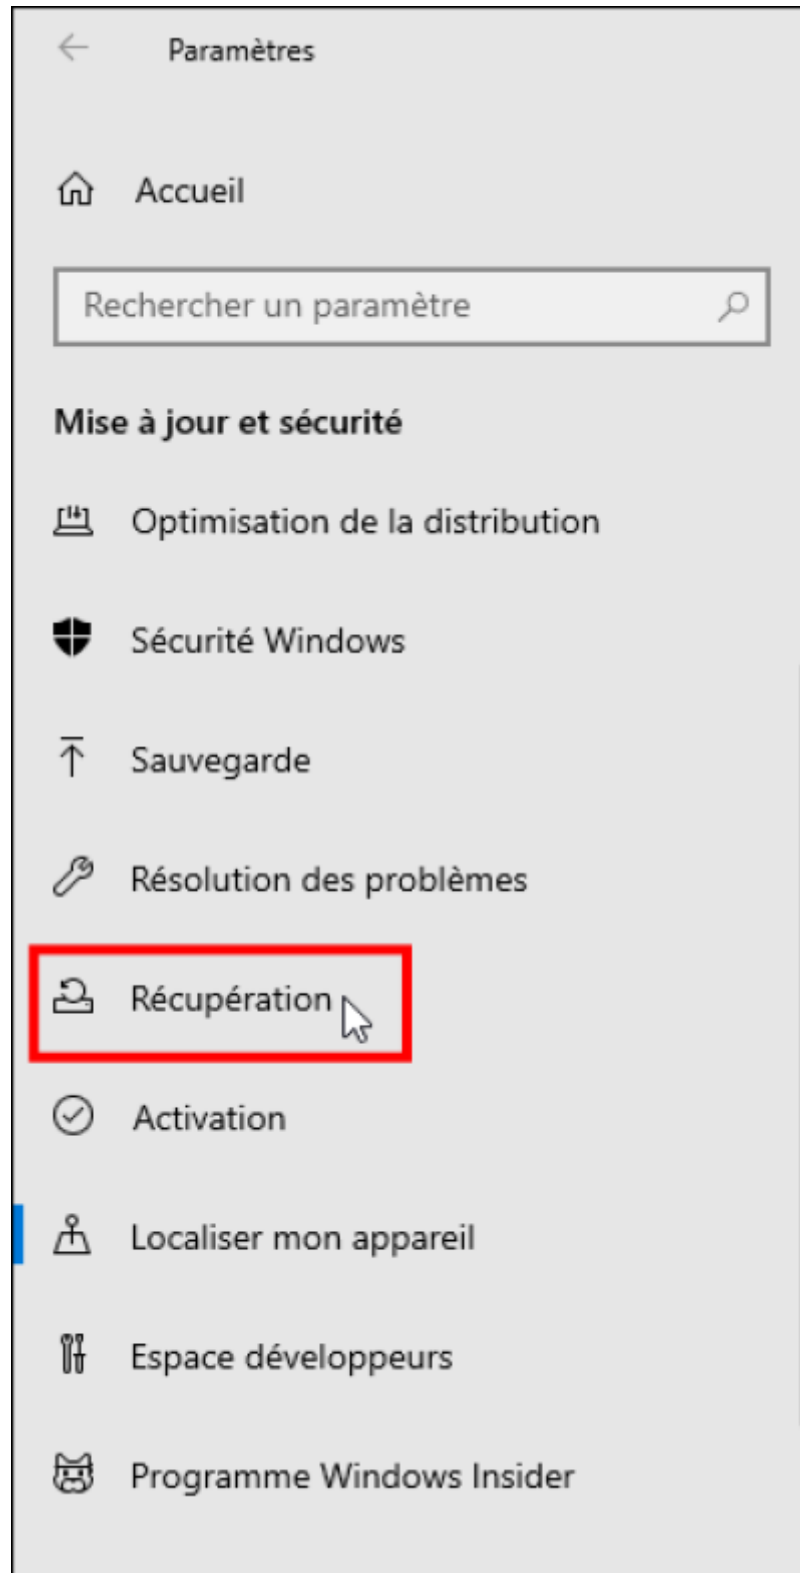 Paramètres
Accueil
Rechercher un paramètre
Mise à jour et sécurité
Optimisation de la distribution
Sécurité Windows
Sauvegarde
Résolution des problèmes
Récupération
Activation
Localiser mon appareil
Espace développeurs
Programme Windows Insider